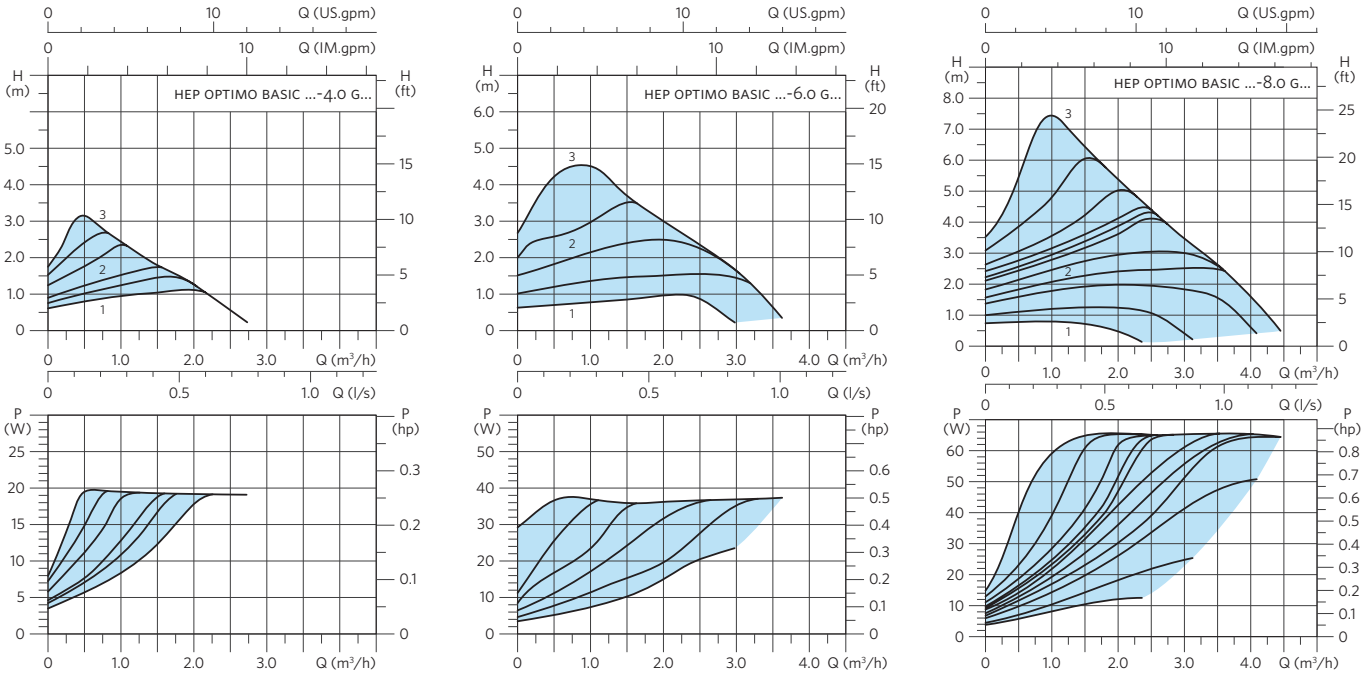 0 10 Q (US.gpm)
0 10 Q (IM.gpm)
H (m) H (ft)
HEP OPTIMO BASIC ...-4.0 G...
5.0 15
4.0
3.0 3 10
2.0 2 5
1.0 1
0 0
0 1.0 2.0 3.0 Q (m³/h)
0 0.5 1.0 Q (l/s)
P (W) P (hp)
25 0.3
20 0.2
15
10 0.1
5
0 0
0 1.0 2.0 3.0 Q (m³/h)
0 10 Q (US.gpm)
0 10 Q (IM.gpm)
H (m) H (ft)
HEP OPTIMO BASIC ...-6.0 G...
6.0 20
5.0 15
4.0 3
3.0 10
2.0 2 5
1.0 1
0 0
0 1.0 2.0 3.0 4.0 Q (m³/h)
0 0.5 1.0 Q (l/s)
P (W) P (hp)
50 0.6
40 0.5
30 0.4
20 0.3
0.2
10 0.1
0 0
0 1.0 2.0 3.0 4.0 Q (m³/h)
0 10 Q (US.gpm)
0 10 Q (IM.gpm)
H (m) H (ft)
HEP OPTIMO BASIC ...-8.0 G...
8.0 25
7.0 3
6.0 20
5.0 15
4.0
3.0 10
2.0 2 5
1.0 1
0 0
0 1.0 2.0 3.0 4.0 Q (m³/h)
0 0.5 1.0 Q (l/s)
P (W) P (hp)
60 0.8
50 0.7
0.6
40 0.5
30 0.4
0.3
20 0.2
10 0.1
0 0
0 1.0 2.0 3.0 4.0 Q (m³/h)